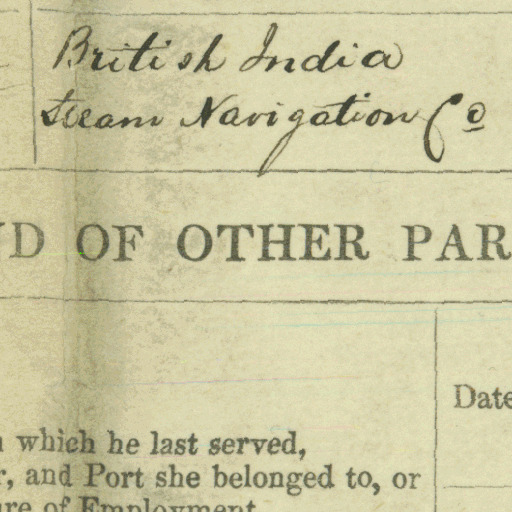 British India
Steam Navigation Co
D OF OTHER PAR
Date
which he last served,
, and Port she belonged to, or
ure of Employment